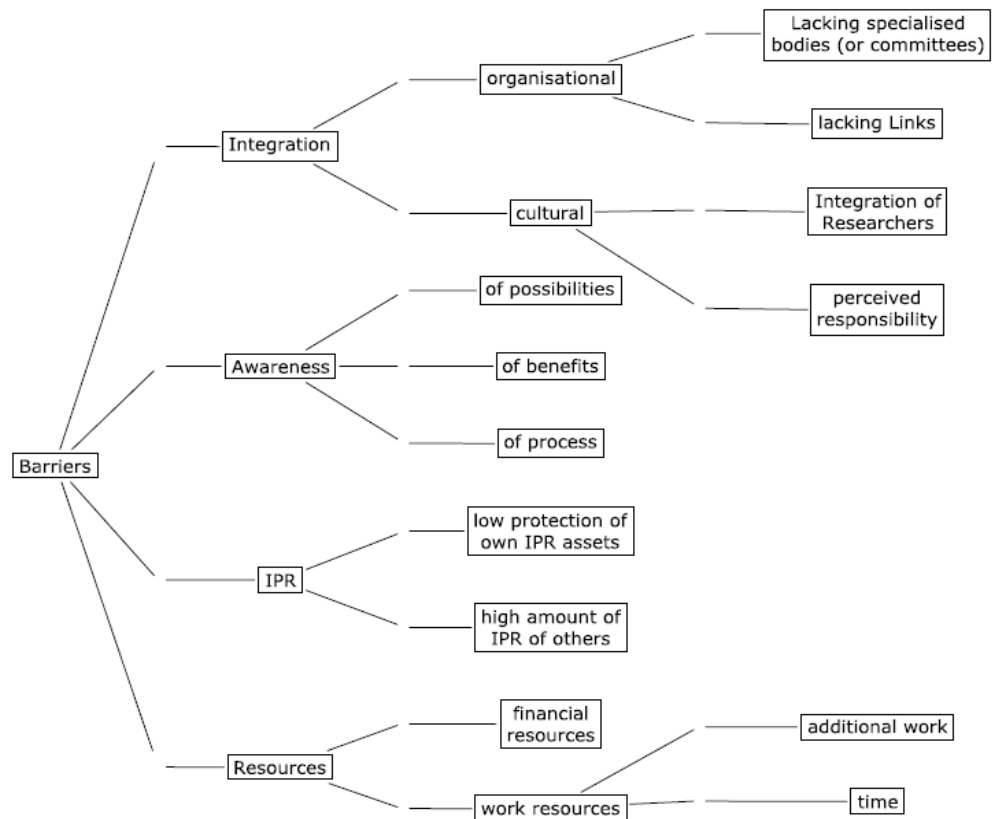 Lacking specialised
bodies (or committees)
organisational
lacking Links
Integration
Integration of
Researchers
cultural
perceived
responsibility
of possibilities
Awareness
of benefits
of process
Barriers
low protection of
own IPR assets
IPR
high amount of
IPR of others
financial
resources
additional work
Resources
work resources
time